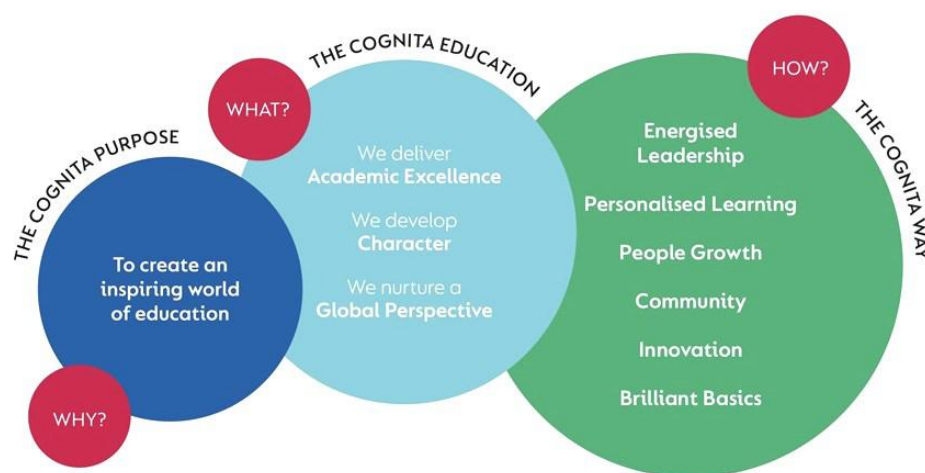 THE COGNITA PURPOSE
To create an
inspiring world
of education
WHY?
THE COGNITA EDUCATION
WHAT?
We deliver
Academic Excellence
We develop
Character
We nurture a
Global Perspective
THE COGNITA WAY
HOW?
Energised
Leadership
Personalised Learning
People Growth
Community
Innovation
Brilliant Basics